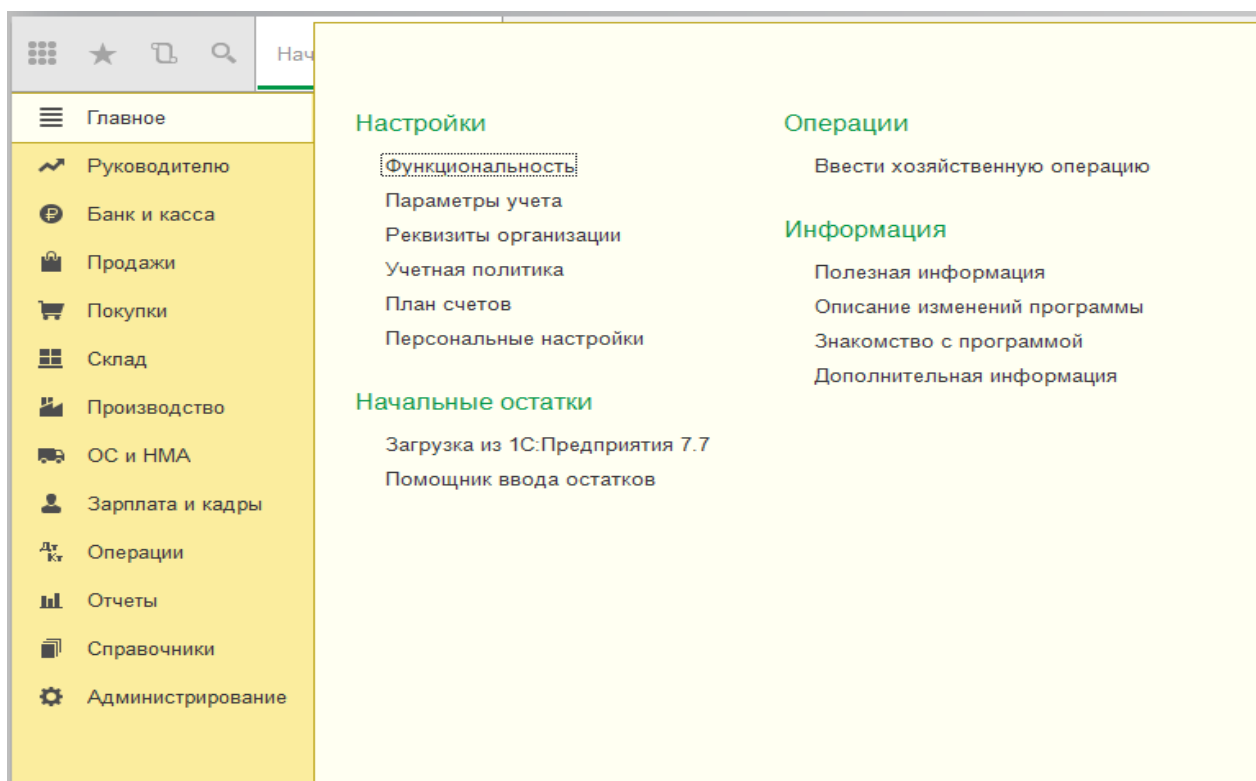 Нач
Главное
Руководителю
Банк и касса
Продажи
Покупки
Склад
Производство
ОС и НМА
Зарплата и кадры
Дт
Кт
Операции
Отчеты
Справочники
Администрирование
Настройки
Функциональность
Параметры учета
Реквизиты организации
Учетная политика
План счетов
Персональные настройки
Начальные остатки
Загрузка из 1С:Предприятия 7.7
Помощник ввода остатков
Операции
Ввести хозяйственную операцию
Информация
Полезная информация
Описание изменений программы
Знакомство с программой
Дополнительная информация